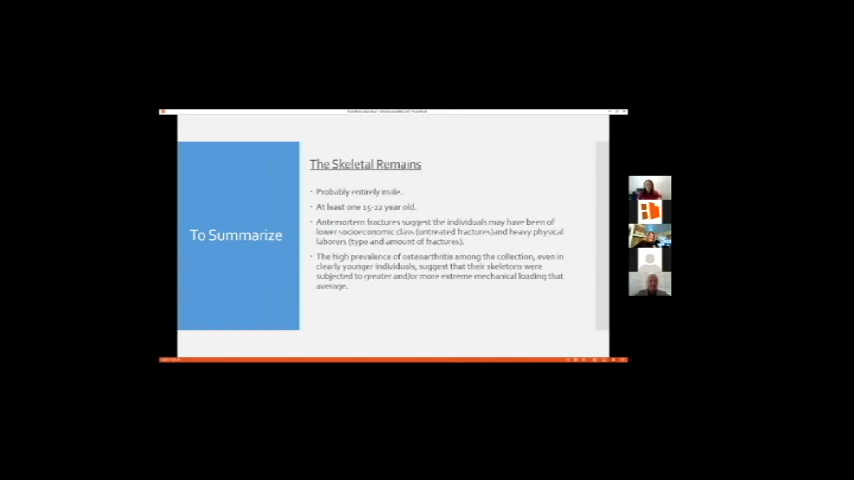 The Skeletal Remains
To Summarize
Probably entirely male.
At least one 15-22 year old.
Antemortem fractures suggest the individuals may have been of
lower socioeconomic class (untreated fractures)and heavy physical
laborers (type and amount of fractures).
The high prevalence of osteoarthritis among the collection, even in
clearly younger individuals, suggest that their skeletons were
subjected to greater and/or more extreme mechanical loading that
average.